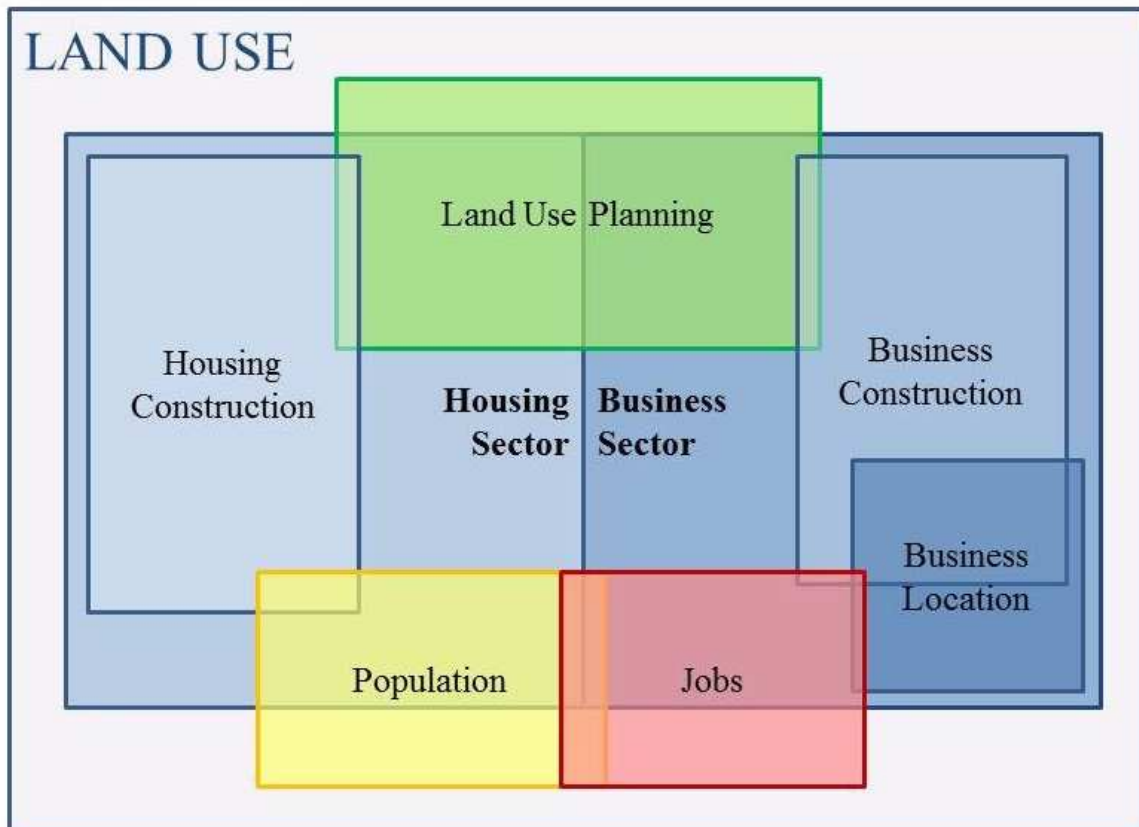 LAND USE
Land Use Planning
Housing
Construction
Business
Construction
Housing
Sector
Business
Sector
Business
Location
Population
Jobs